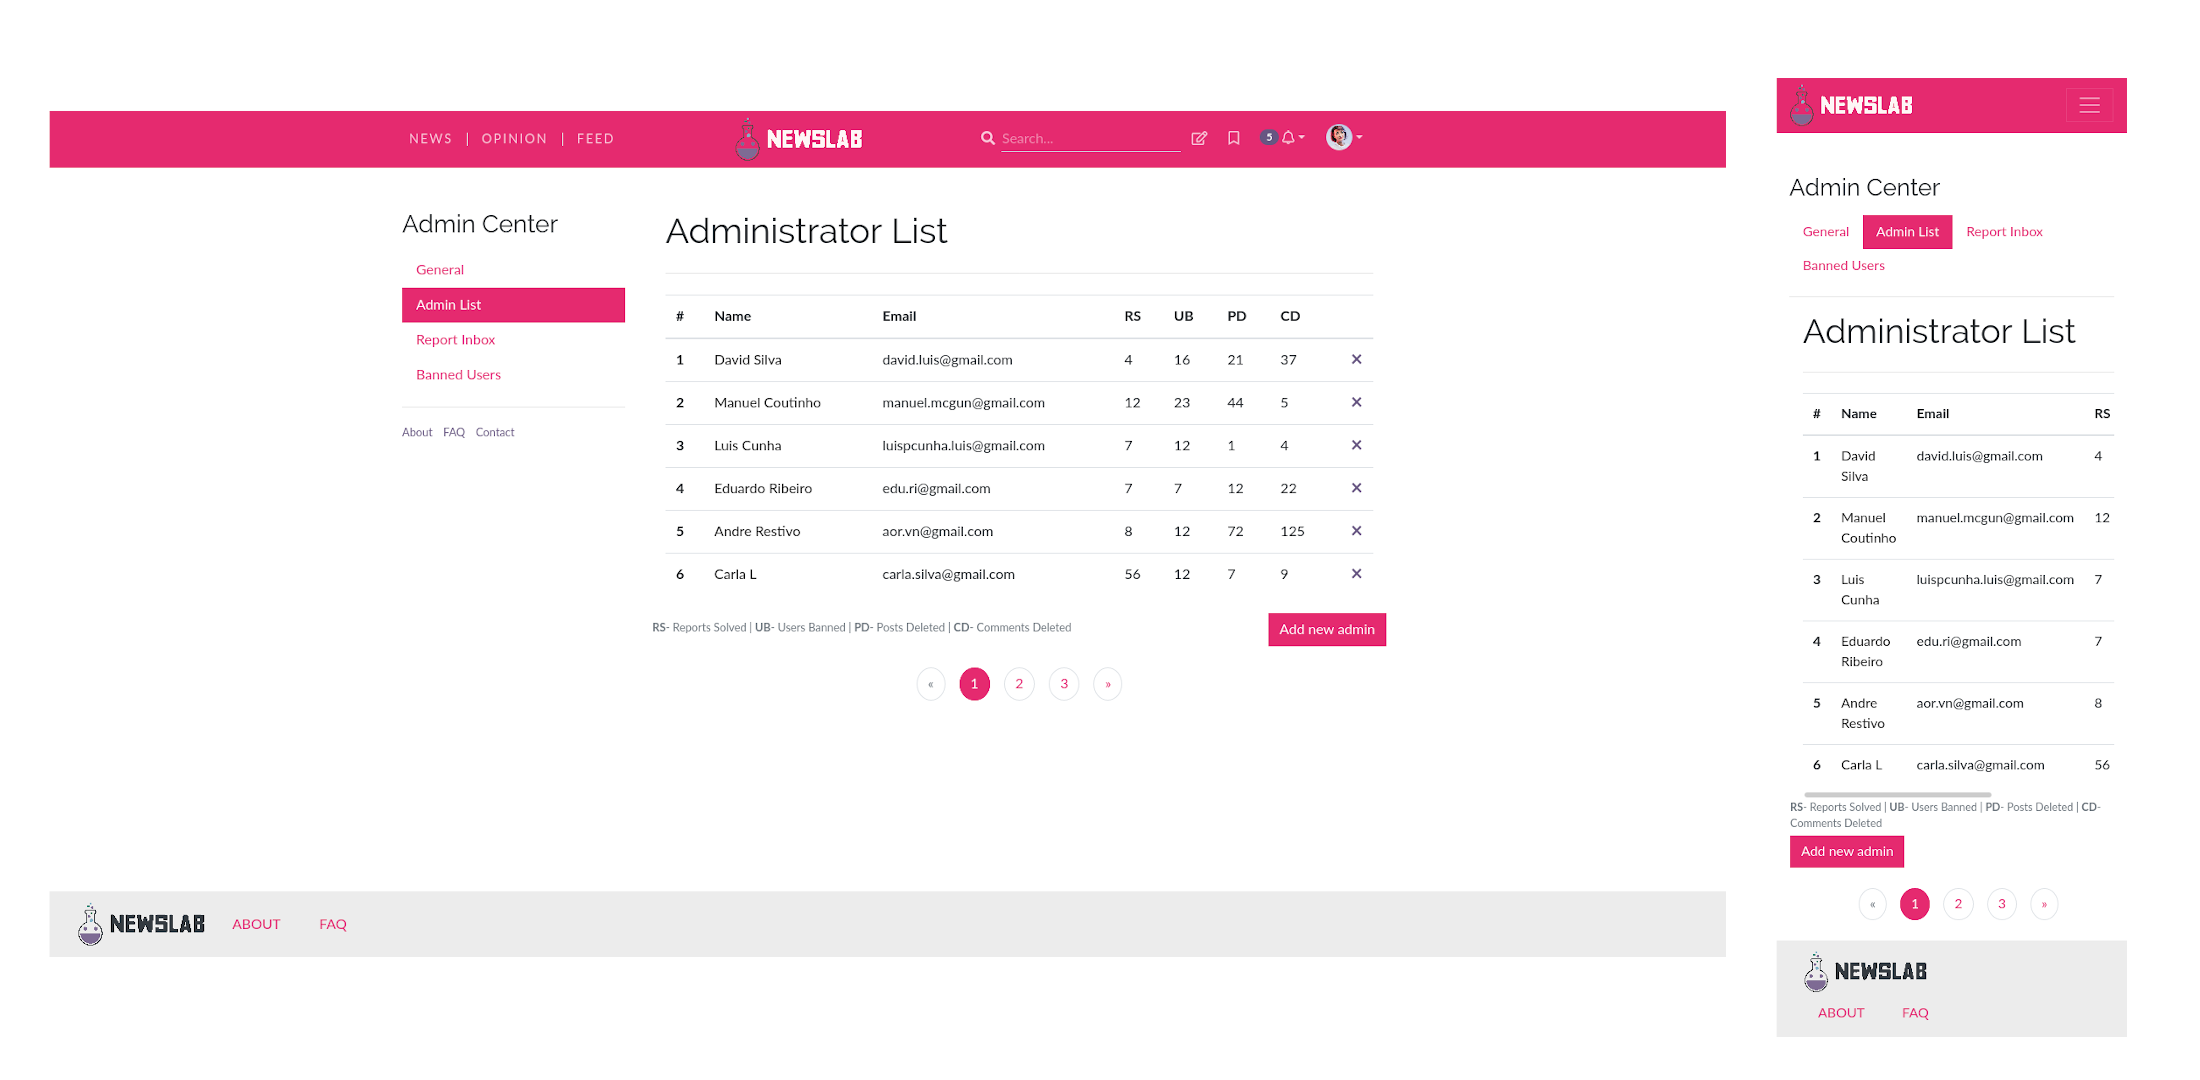 NEWS | OPINION | FEED NEWSLAB Search... 5
Admin Center
General
Admin List
Report Inbox
Banned Users
About FAQ Contact
Administrator List
# Name Email RS UB PD CD
1 David Silva david.luis@gmail.com 4 16 21 37 ×
2 Manuel Coutinho manuel.mcgun@gmail.com 12 23 44 5 ×
3 Luis Cunha luispcunha.luis@gmail.com 7 12 1 4 ×
4 Eduardo Ribeiro edu.ri@gmail.com 7 7 12 22 ×
5 Andre Restivo aor.vn@gmail.com 8 12 72 125 ×
6 Carla L carla.silva@gmail.com 56 12 7 9 ×
RS- Reports Solved | UB- Users Banned | PD- Posts Deleted | CD- Comments Deleted
Add new admin
« 1 2 3 »
NEWSLAB ABOUT FAQ
NEWSLAB
Admin Center
General Admin List Report Inbox
Banned Users
Administrator List
# Name Email RS
1 David david.luis@gmail.com 4
Silva
2 Manuel manuel.mcgun@gmail.com 12
Coutinho
3 Luis luispcunha.luis@gmail.com 7
Cunha
4 Eduardo edu.ri@gmail.com 7
Ribeiro
5 Andre aor.vn@gmail.com 8
Restivo
6 Carla L carla.silva@gmail.com 56
RS- Reports Solved | UB- Users Banned | PD- Posts Deleted | CD-
Comments Deleted
Add new admin
« 1 2 3 »
NEWSLAB
ABOUT FAQ